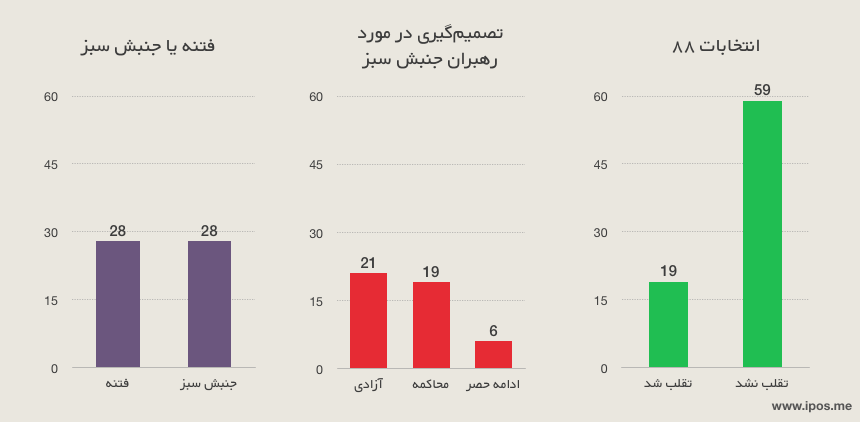 انتخابات ۸۸
60
45
30
15
0
19
59
تقلب شد
تقلب نشد
تصمیم‌گیری در مورد
رهبران جنبش سبز
60
45
30
15
0
21
19
6
آزادی
محاکمه
ادامه حصر
فتنه یا جنبش سبز
60
45
30
15
0
28
28
فتنه
جنبش سبز
www.ipos.me